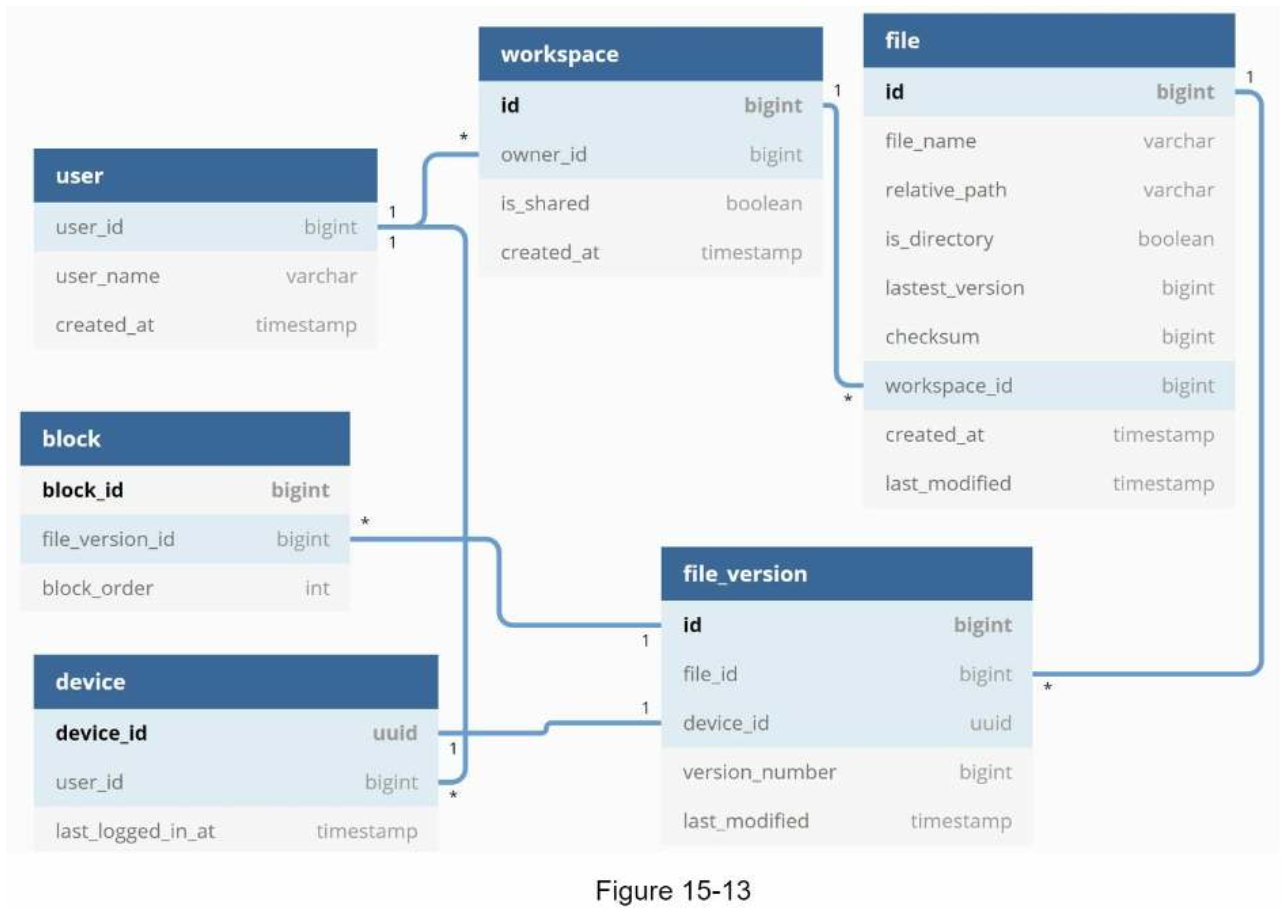 user
user_id bigint
user_name varchar
created_at timestamp
1
1
*
workspace
id bigint
owner_id bigint
is_shared boolean
created_at timestamp
1
*
file
id bigint
file_name varchar
relative_path varchar
is_directory boolean
lastest_version bigint
checksum bigint
workspace_id bigint
created_at timestamp
last_modified timestamp
1
block
block_id bigint
file_version_id bigint
block_order int
*
device
device_id uuid
user_id bigint
last_logged_in_at timestamp
1
*
file_version
id bigint
file_id bigint
device_id uuid
version_number bigint
last_modified timestamp
1
1
*
Figure 15-13